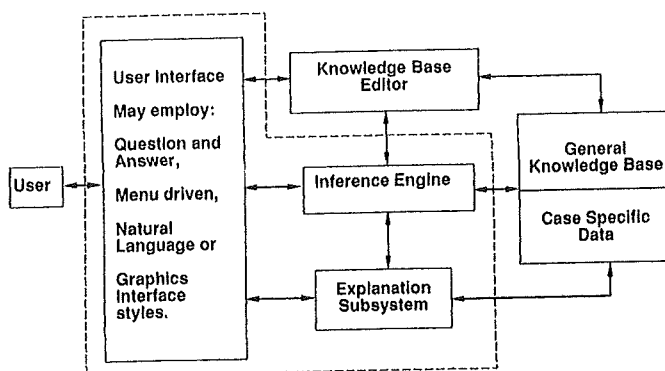 User
User Interface
May employ:
Question and
Answer,
Menu driven,
Natural
Language or
Graphics
Interface
styles.
Knowledge Base
Editor
Inference Engine
Explanation
Subsystem
General
Knowledge Base
Case Specific
Data